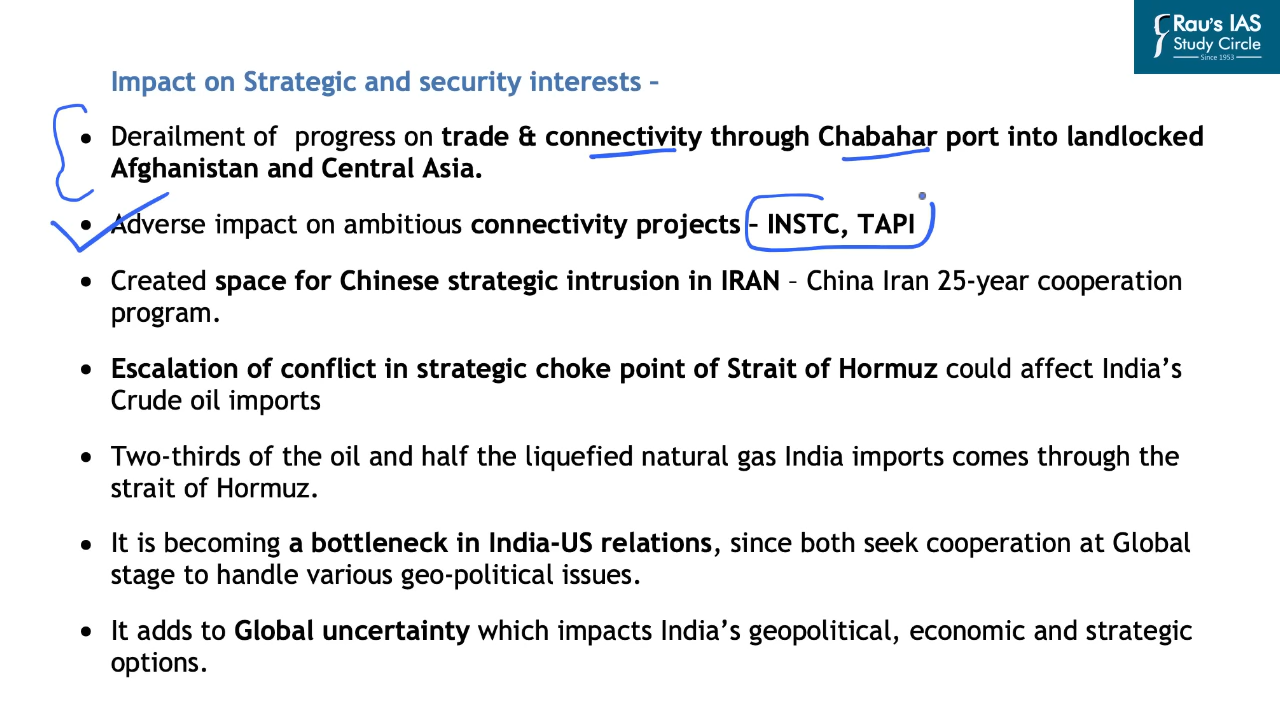 Rau's IAS
Study Circle
Since 1953
Impact on Strategic and security interests –
• Derailment of progress on trade & connectivity through Chabahar port into landlocked
Afghanistan and Central Asia.
• Adverse impact on ambitious connectivity projects – INSTC, TAPI
• Created space for Chinese strategic intrusion in IRAN – China Iran 25-year cooperation
program.
• Escalation of conflict in strategic choke point of Strait of Hormuz could affect India's
Crude oil imports
• Two-thirds of the oil and half the liquefied natural gas India imports comes through the
strait of Hormuz.
• It is becoming a bottleneck in India-US relations, since both seek cooperation at Global
stage to handle various geo-political issues.
• It adds to Global uncertainty which impacts India's geopolitical, economic and strategic
options.